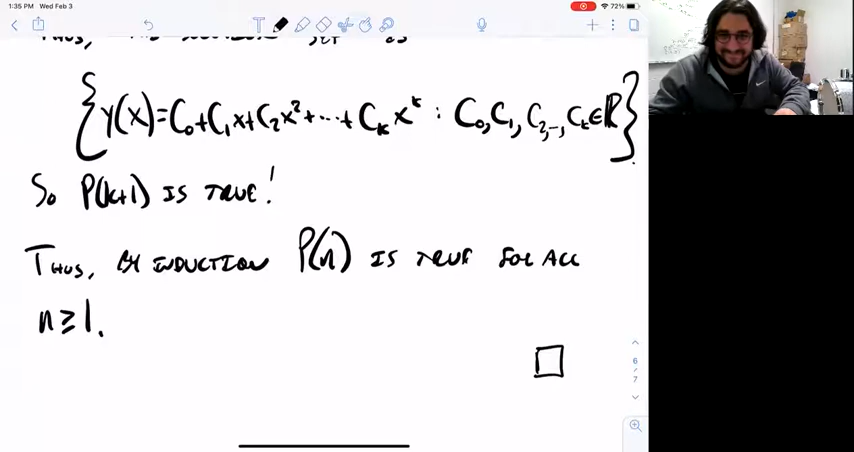 1:35 PM Wed Feb 3
72%
{y(x)=C₀+C₁x+C₂x²+⋯+Cₖxᵏ : C₀,C₁,C₂,⋯,Cₖ∈ℝ}.
So P(k+1) IS TRUE!
THUS, BY INDUCTION P(n) IS TRUE FOR ALL
n≥1.
6
/
7